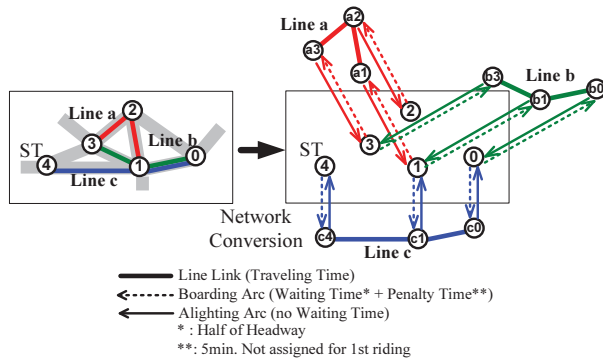 Line a
2
3
Line b
ST
4
1
0
Line c
a2
a3
a1
b3
Line b
b0
b1
Line a
2
3
ST
4
1
0
Network
Conversion
c4
c1
c0
Line c
Line Link (Traveling Time)
Boarding Arc (Waiting Time* + Penalty Time**)
Alighting Arc (no Waiting Time)
* : Half of Headway
**: 5min. Not assigned for 1st riding